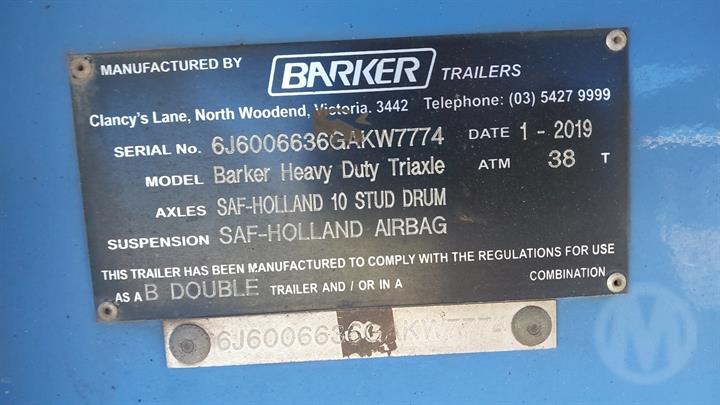 MANUFACTURED BY BARKER TRAILERS
Clancy's Lane, North Woodend, Victoria. 3442 Telephone: (03) 5427 9999
SERIAL No. 6J6006636GAKW7774 DATE 1 - 2019
MODEL Barker Heavy Duty Triaxle ATM 38 T
AXLES SAF-HOLLAND 10 STUD DRUM
SUSPENSION SAF-HOLLAND AIRBAG
THIS TRAILER HAS BEEN MANUFACTURED TO COMPLY WITH THE REGULATIONS FOR USE
AS A B DOUBLE TRAILER AND / OR IN A COMBINATION
6J6006636GAKW7774
M